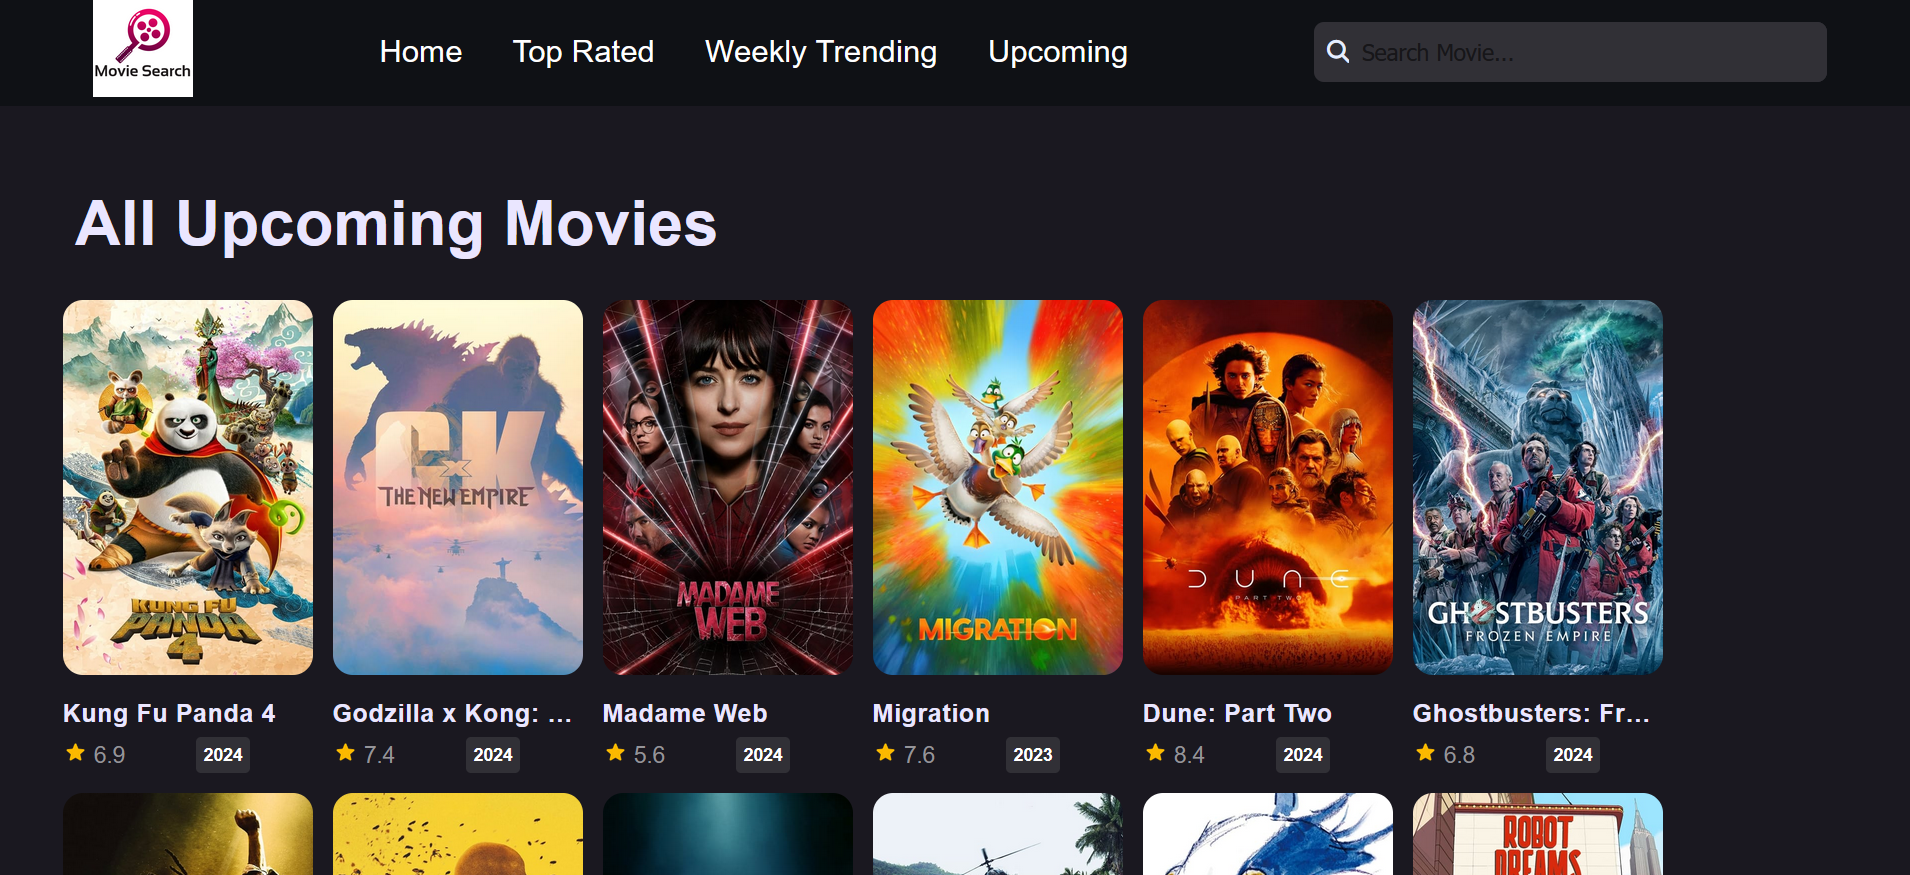 Movie Search
Home
Top Rated
Weekly Trending
Upcoming
Search Movie...
All Upcoming Movies
KUNG FU
PANDA
4
GxK
THE NEW EMPIRE
MADAME
WEB
MIGRATION
DUNE
PART TWO
GHOSTBUSTERS
FROZEN EMPIRE
Kung Fu Panda 4
Godzilla x Kong: ...
Madame Web
Migration
Dune: Part Two
Ghostbusters: Fr...
6.9
2024
7.4
2024
5.6
2024
7.6
2023
8.4
2024
6.8
2024
ROBOT
DREAMS